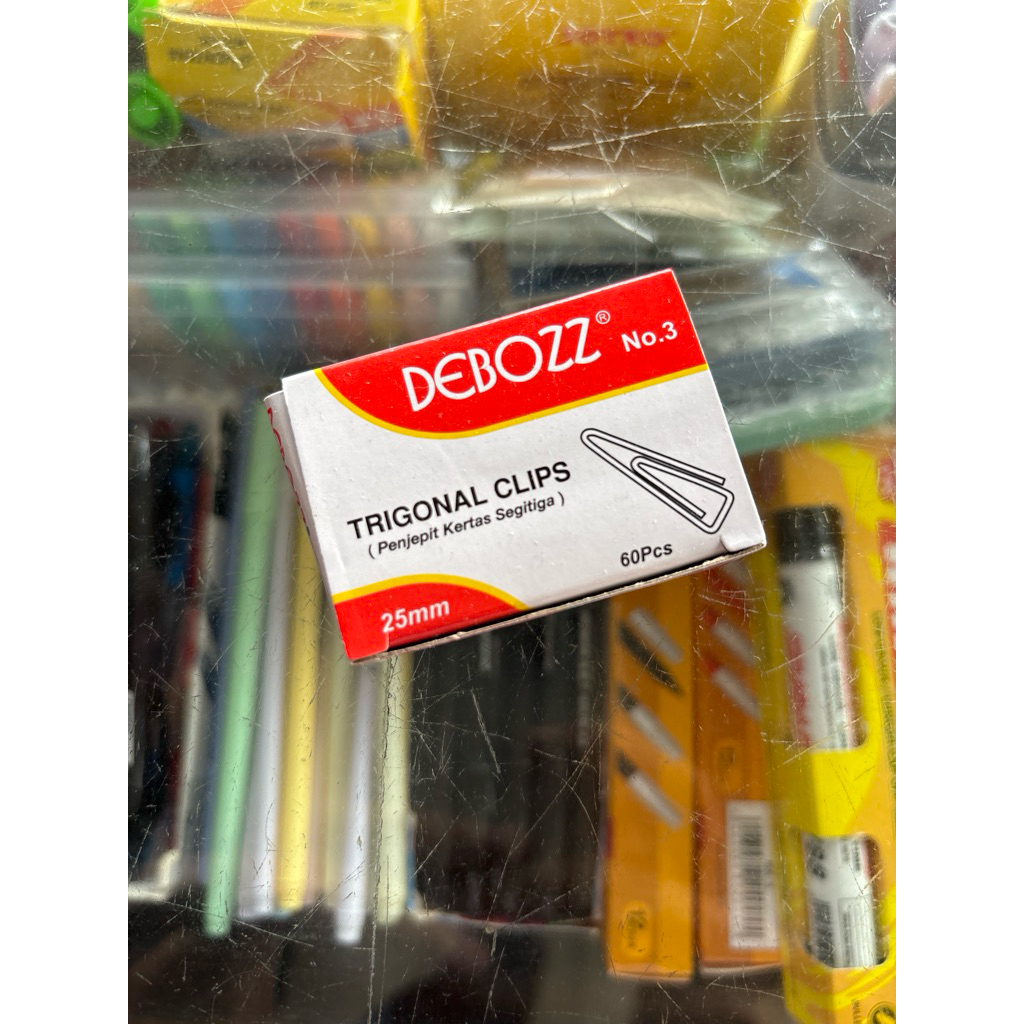 DEBOZZ® No.3
TRIGONAL CLIPS
( Penjepit Kertas Segitiga )
60Pcs
25mm